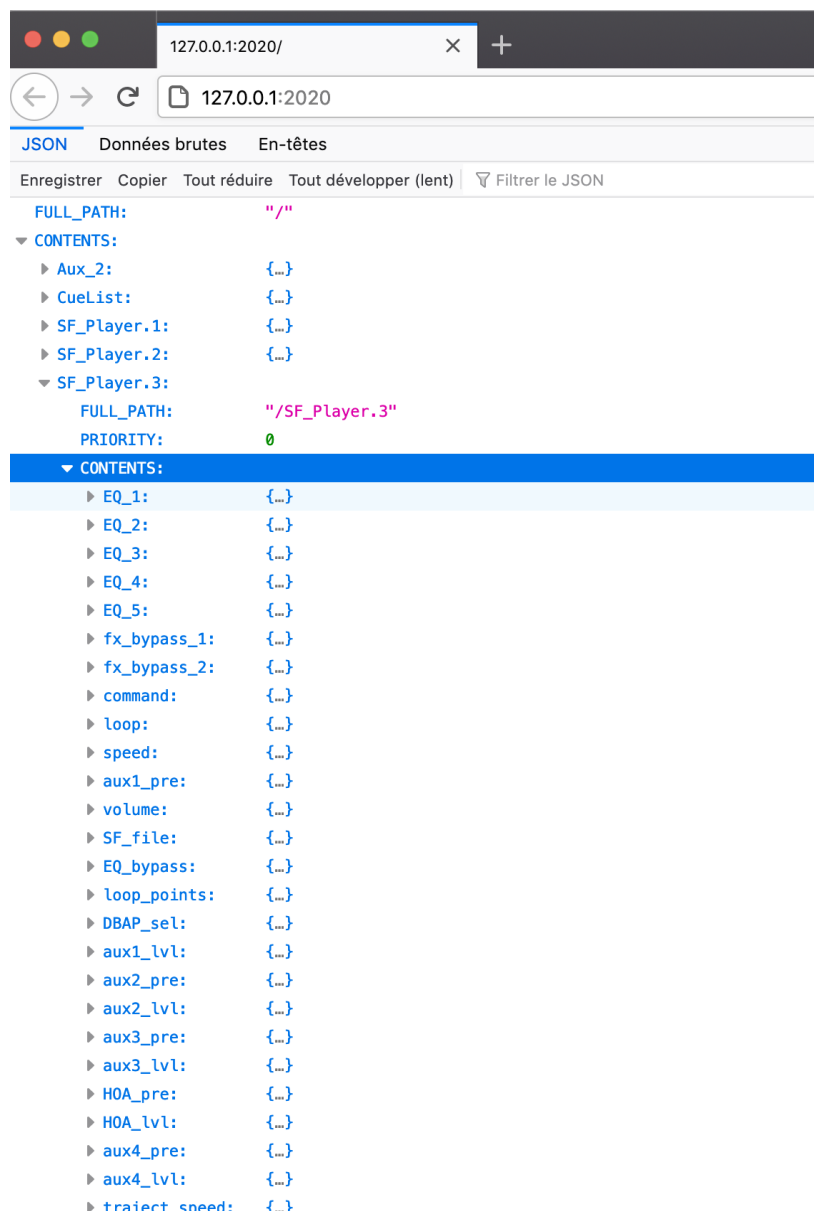 127.0.0.1:2020/
127.0.0.1:2020
JSON Données brutes En-têtes
Enregistrer Copier Tout réduire Tout développer (lent) Filtrer le JSON
FULL_PATH: "/"
CONTENTS:
Aux_2: {…}
CueList: {…}
SF_Player.1: {…}
SF_Player.2: {…}
SF_Player.3:
FULL_PATH: "/SF_Player.3"
PRIORITY: 0
CONTENTS:
EQ_1: {…}
EQ_2: {…}
EQ_3: {…}
EQ_4: {…}
EQ_5: {…}
fx_bypass_1: {…}
fx_bypass_2: {…}
command: {…}
loop: {…}
speed: {…}
aux1_pre: {…}
volume: {…}
SF_file: {…}
EQ_bypass: {…}
loop_points: {…}
DBAP_sel: {…}
aux1_lvl: {…}
aux2_pre: {…}
aux2_lvl: {…}
aux3_pre: {…}
aux3_lvl: {…}
HOA_pre: {…}
HOA_lvl: {…}
aux4_pre: {…}
aux4_lvl: {…}
traject_speed: {…}